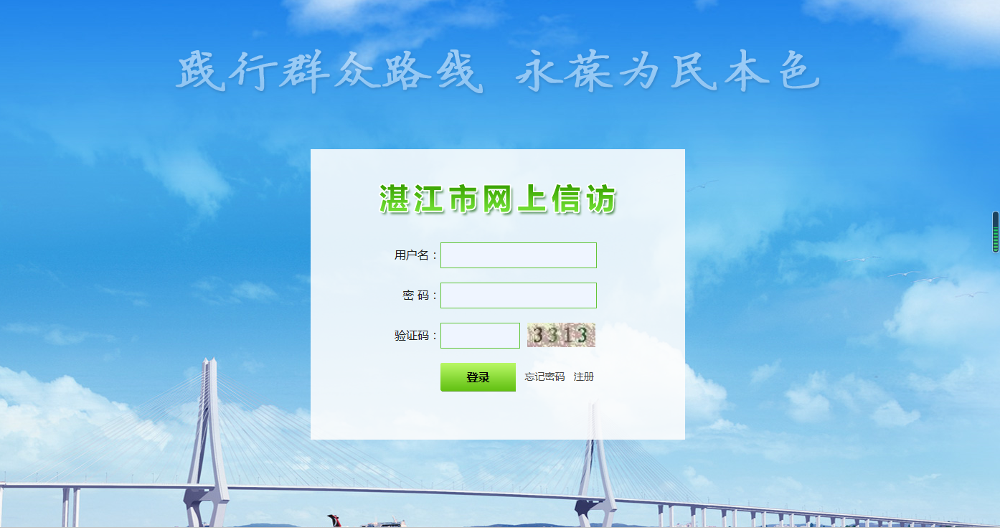 践行群众路线 永葆为民本色
湛江市网上信访
用户名：
密 码：
验证码： 3313
登录 忘记密码 注册